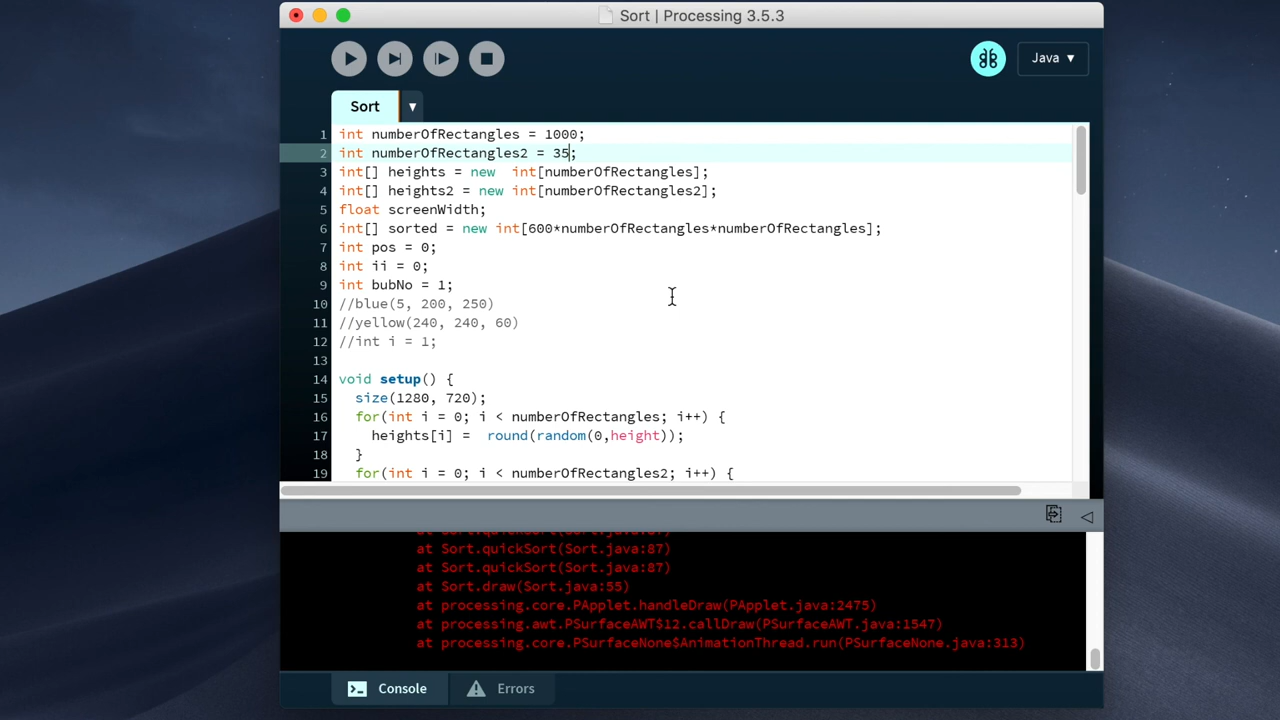 Sort | Processing 3.5.3
Java ▼
Sort ▼
1 int numberOfRectangles = 1000;
2 int numberOfRectangles2 = 35;
3 int[] heights = new  int[numberOfRectangles];
4 int[] heights2 = new int[numberOfRectangles2];
5 float screenWidth;
6 int[] sorted = new int[600*numberOfRectangles*numberOfRectangles];
7 int pos = 0;
8 int ii = 0;
9 int bubNo = 1;
10 //blue(5, 200, 250)
11 //yellow(240, 240, 60)
12 //int i = 1;
13
14 void setup() {
15   size(1280, 720);
16   for(int i = 0; i < numberOfRectangles; i++) {
17     heights[i] =  round(random(0,height));
18   }
19   for(int i = 0; i < numberOfRectangles2; i++) {
at Sort.quickSort(Sort.java:87)
at Sort.quickSort(Sort.java:87)
at Sort.quickSort(Sort.java:87)
at Sort.draw(Sort.java:55)
at processing.core.PApplet.handleDraw(PApplet.java:2475)
at processing.awt.PSurfaceAWT$12.callDraw(PSurfaceAWT.java:1547)
at processing.core.PSurfaceNone$AnimationThread.run(PSurfaceNone.java:313)
Console Errors